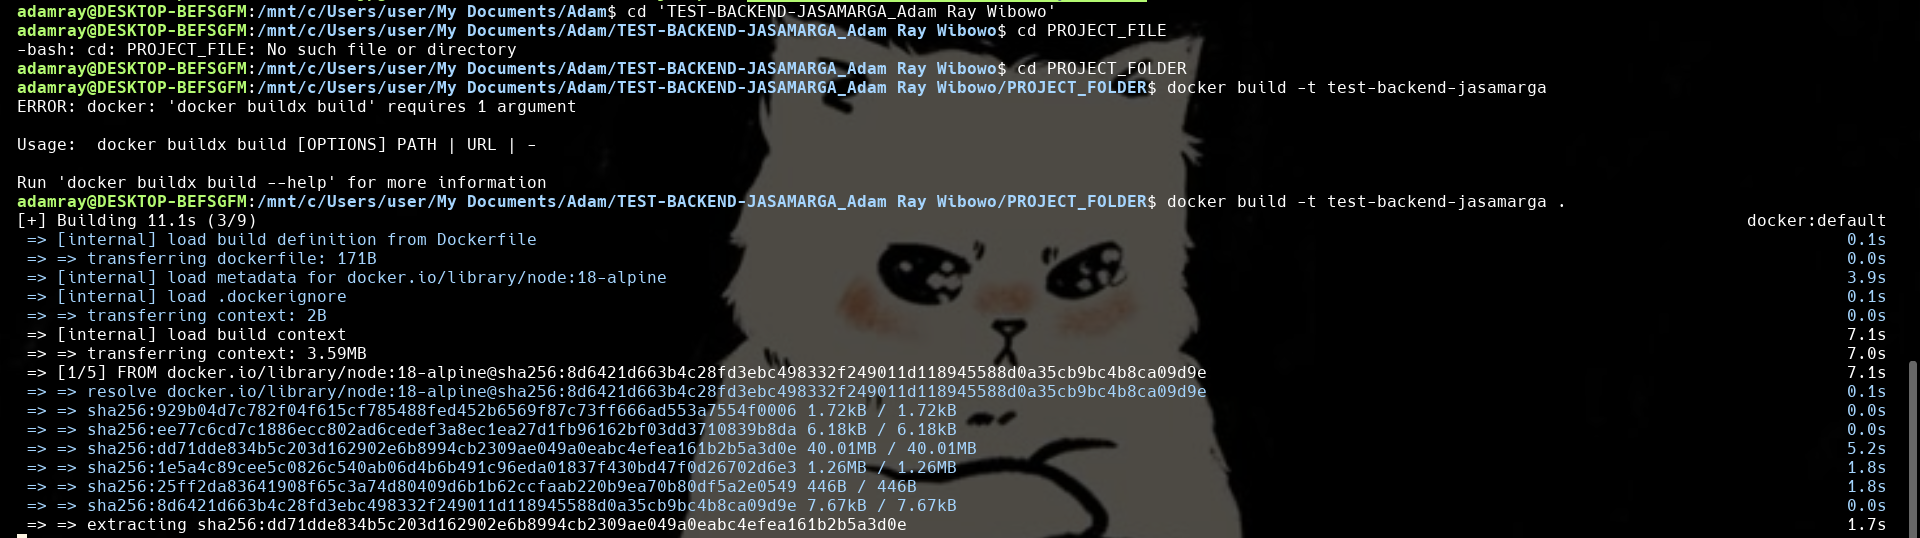 adamray@DESKTOP-BEFSGFM:/mnt/c/Users/user/My Documents/Adam$ cd 'TEST-BACKEND-JASAMARGA_Adam Ray Wibowo'
adamray@DESKTOP-BEFSGFM:/mnt/c/Users/user/My Documents/Adam/TEST-BACKEND-JASAMARGA_Adam Ray Wibowo$ cd PROJECT_FILE
-bash: cd: PROJECT_FILE: No such file or directory
adamray@DESKTOP-BEFSGFM:/mnt/c/Users/user/My Documents/Adam/TEST-BACKEND-JASAMARGA_Adam Ray Wibowo$ cd PROJECT_FOLDER
adamray@DESKTOP-BEFSGFM:/mnt/c/Users/user/My Documents/Adam/TEST-BACKEND-JASAMARGA_Adam Ray Wibowo/PROJECT_FOLDER$ docker build -t test-backend-jasamarga
ERROR: docker: 'docker buildx build' requires 1 argument
Usage:  docker buildx build [OPTIONS] PATH | URL | -
Run 'docker buildx build --help' for more information
adamray@DESKTOP-BEFSGFM:/mnt/c/Users/user/My Documents/Adam/TEST-BACKEND-JASAMARGA_Adam Ray Wibowo/PROJECT_FOLDER$ docker build -t test-backend-jasamarga .
[+] Building 11.1s (3/9) docker:default
=> [internal] load build definition from Dockerfile 0.1s
=> => transferring dockerfile: 171B 0.0s
=> [internal] load metadata for docker.io/library/node:18-alpine 3.9s
=> [internal] load .dockerignore 0.1s
=> => transferring context: 2B 0.0s
=> [internal] load build context 7.1s
=> => transferring context: 3.59MB 7.0s
=> [1/5] FROM docker.io/library/node:18-alpine@sha256:8d6421d663b4c28fd3ebc498332f249011d118945588d0a35cb9bc4b8ca09d9e 7.1s
=> => resolve docker.io/library/node:18-alpine@sha256:8d6421d663b4c28fd3ebc498332f249011d118945588d0a35cb9bc4b8ca09d9e 0.1s
=> => sha256:929b04d7c782f04f615cf785488fed452b6569f87c73ff666ad553a7554f0006 1.72kB / 1.72kB 0.0s
=> => sha256:ee77c6cd7c1886ecc802ad6cedef3a8ec1ea27d1fb96162bf03dd3710839b8da 6.18kB / 6.18kB 0.0s
=> => sha256:dd71dde834b5c203d162902e6b8994cb2309ae049a0eabc4efea161b2b5a3d0e 40.01MB / 40.01MB 5.2s
=> => sha256:1e5a4c89cee5c0826c540ab06d4b6b491c96eda01837f430bd47f0d26702d6e3 1.26MB / 1.26MB 1.8s
=> => sha256:25ff2da83641908f65c3a74d80409d6b1b62ccfaab220b9ea70b80df5a2e0549 446B / 446B 1.8s
=> => sha256:8d6421d663b4c28fd3ebc498332f249011d118945588d0a35cb9bc4b8ca09d9e 7.67kB / 7.67kB 0.0s
=> => extracting sha256:dd71dde834b5c203d162902e6b8994cb2309ae049a0eabc4efea161b2b5a3d0e 1.7s